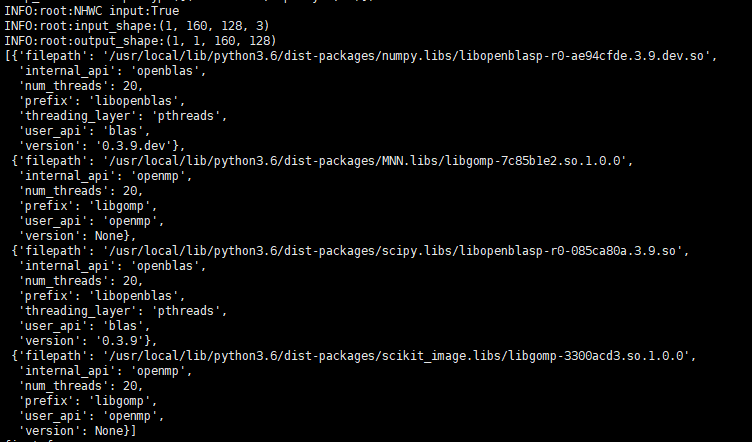 INFO:root:NHWC input:True
INFO:root:input_shape:(1, 160, 128, 3)
INFO:root:output_shape:(1, 1, 160, 128)
[{'filepath': '/usr/local/lib/python3.6/dist-packages/numpy.libs/libopenblasp-r0-ae94cfde.3.9.dev.so',
'internal_api': 'openblas',
'num_threads': 20,
'prefix': 'libopenblas',
'threading_layer': 'pthreads',
'user_api': 'blas',
'version': '0.3.9.dev'},
{'filepath': '/usr/local/lib/python3.6/dist-packages/MNN.libs/libgomp-7c85b1e2.so.1.0.0',
'internal_api': 'openmp',
'num_threads': 20,
'prefix': 'libgomp',
'user_api': 'openmp',
'version': None},
{'filepath': '/usr/local/lib/python3.6/dist-packages/scipy.libs/libopenblasp-r0-085ca80a.3.9.so',
'internal_api': 'openblas',
'num_threads': 20,
'prefix': 'libopenblas',
'threading_layer': 'pthreads',
'user_api': 'blas',
'version': '0.3.9'},
{'filepath': '/usr/local/lib/python3.6/dist-packages/scikit_image.libs/libgomp-3300acd3.so.1.0.0',
'internal_api': 'openmp',
'num_threads': 20,
'prefix': 'libgomp',
'user_api': 'openmp',
'version': None}]